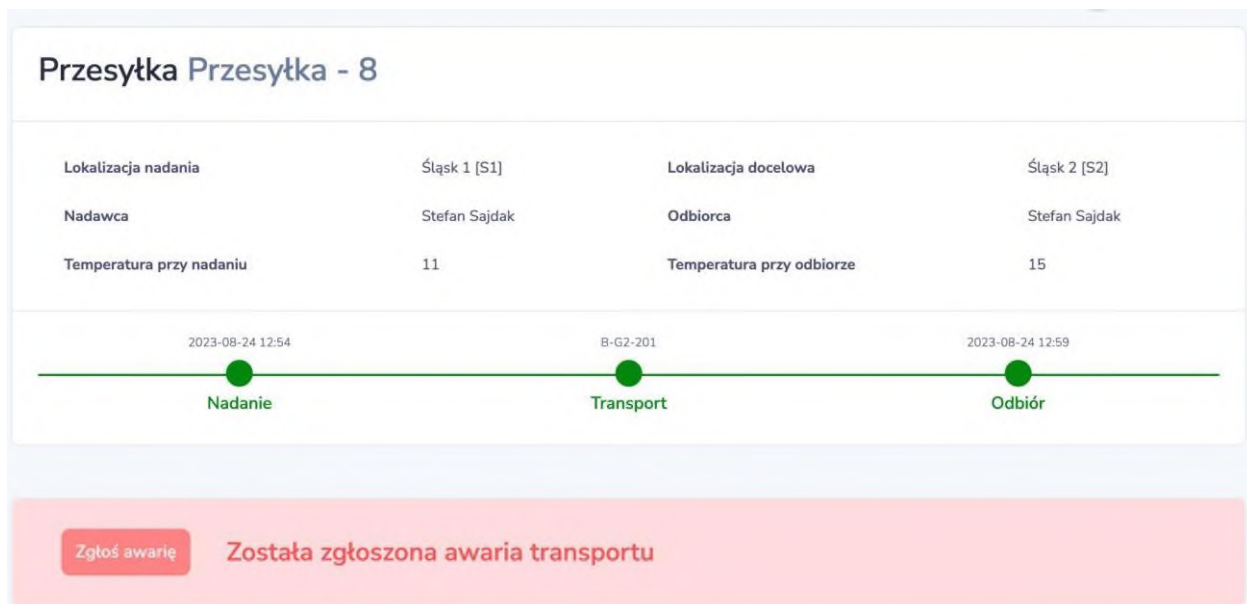 Przesyłka Przesyłka - 8
Lokalizacja nadania Śląsk 1 [S1] Lokalizacja docelowa Śląsk 2 [S2]
Nadawca Stefan Sajdak Odbiorca Stefan Sajdak
Temperatura przy nadaniu 11 Temperatura przy odbiorze 15
2023-08-24 12:54 B-G2-201 2023-08-24 12:59
Nadanie Transport Odbiór
Zgłoś awarię Została zgłoszona awaria transportu